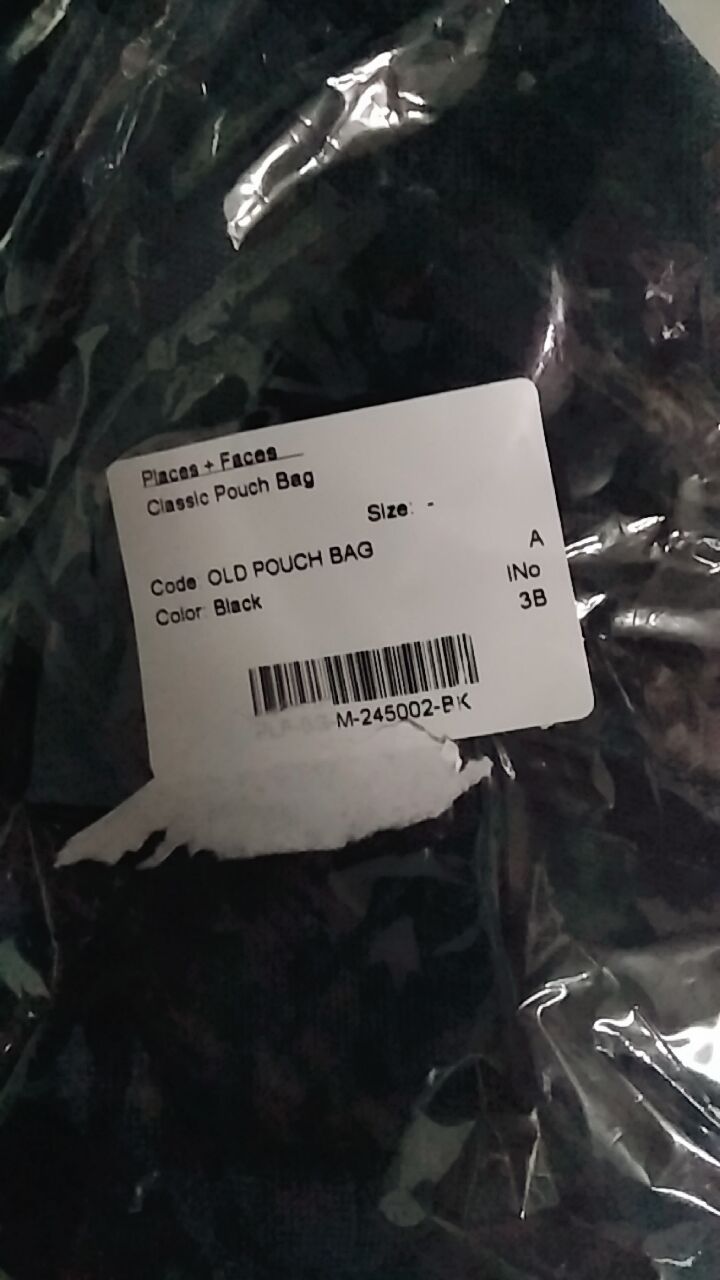 Places + Faces
Classic Pouch Bag
Size: -
Code: OLD POUCH BAG
A
Color: Black
INo
3B
M-245002-BK